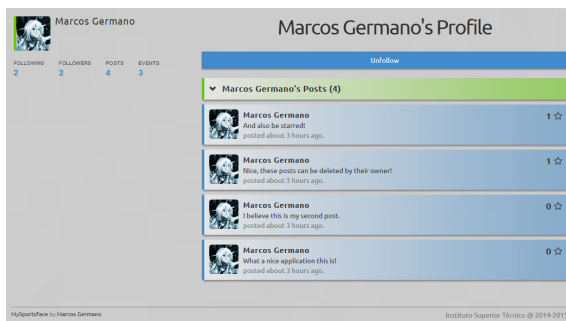 Marcos Germano
FOLLOWING FOLLOWERS POSTS EVENTS
2 2 4 3
Marcos Germano's Profile
Unfollow
Marcos Germano's Posts (4)
Marcos Germano 1
And also be starred!
posted about 3 hours ago.
Marcos Germano 1
Nice, these posts can be deleted by their owner!
posted about 3 hours ago.
Marcos Germano 0
I believe this is my second post.
posted about 3 hours ago.
Marcos Germano 0
What a nice application this is!
posted about 3 hours ago.
MySportsFace by Marcos Germano
Instituto Superior Técnico @ 2014-201